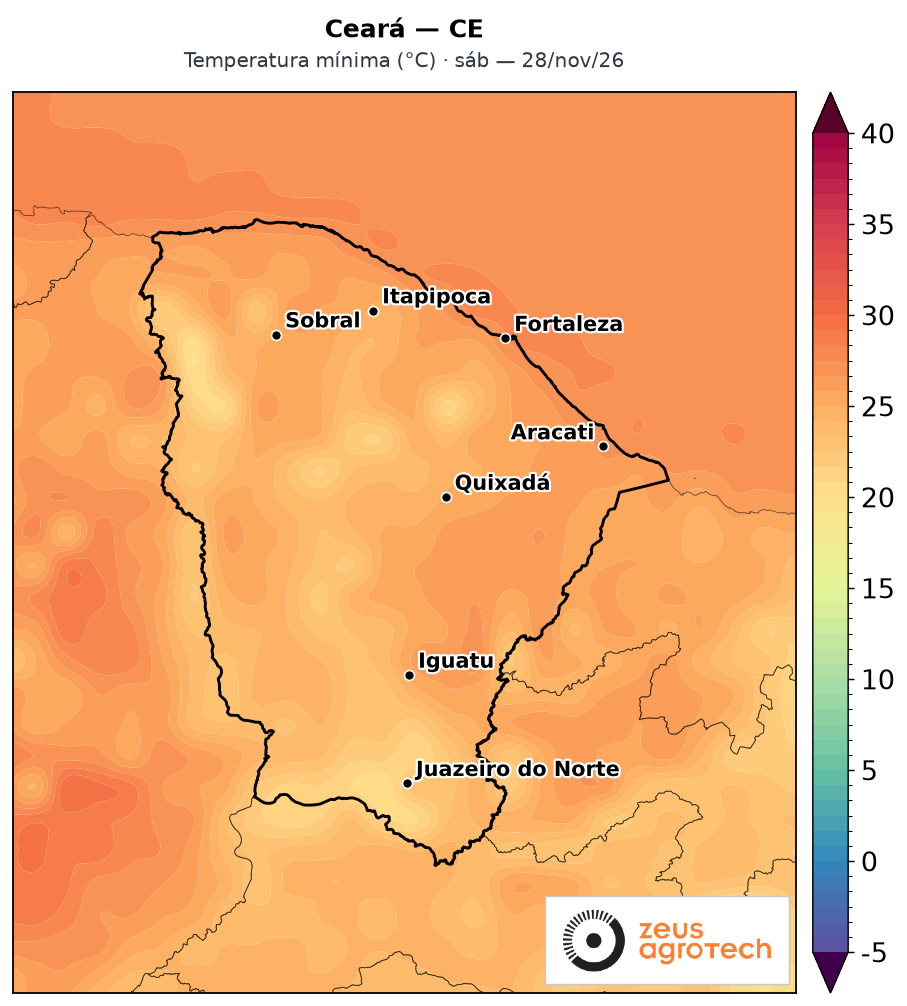 Ceará — CE
Temperatura mínima (°C) · sáb — 28/nov/26
40
35
30
25
20
15
10
5
0
-5
Itapipoca
Sobral
Fortaleza
Aracati
Quixadá
Iguatu
Juazeiro do Norte
zeus
agrotech